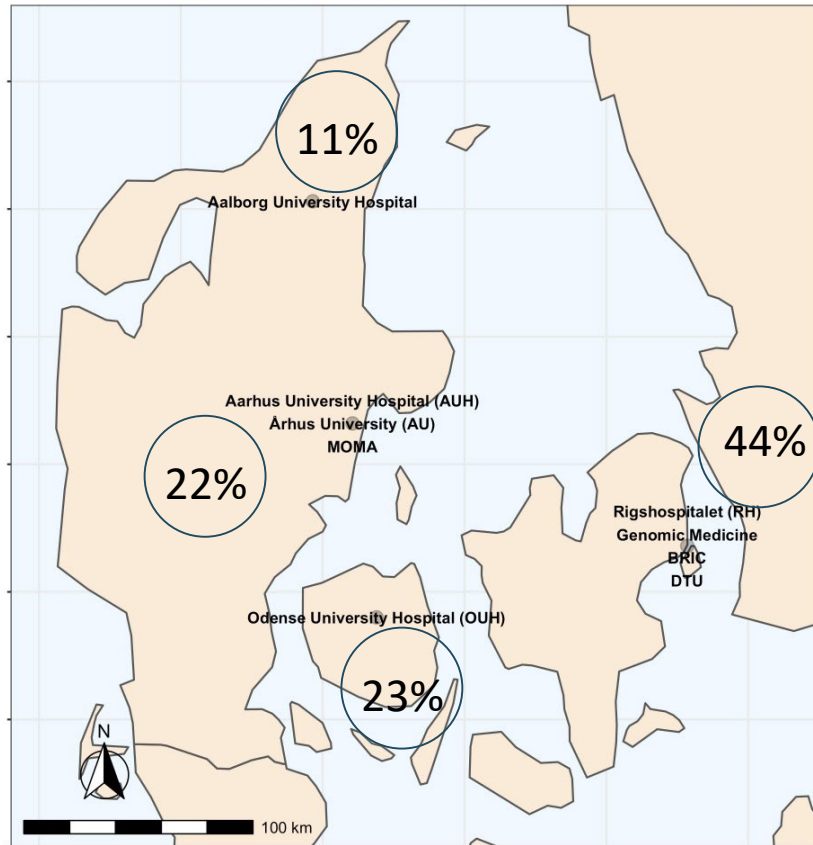 11%
Aalborg University Hospital
Aarhus University Hospital (AUH)
Århus University (AU)
MOMA
22%
44%
Rigshospitalet (RH)
Genomic Medicine
BRIC
DTU
Odense University Hospital (OUH)
23%
N
100 km